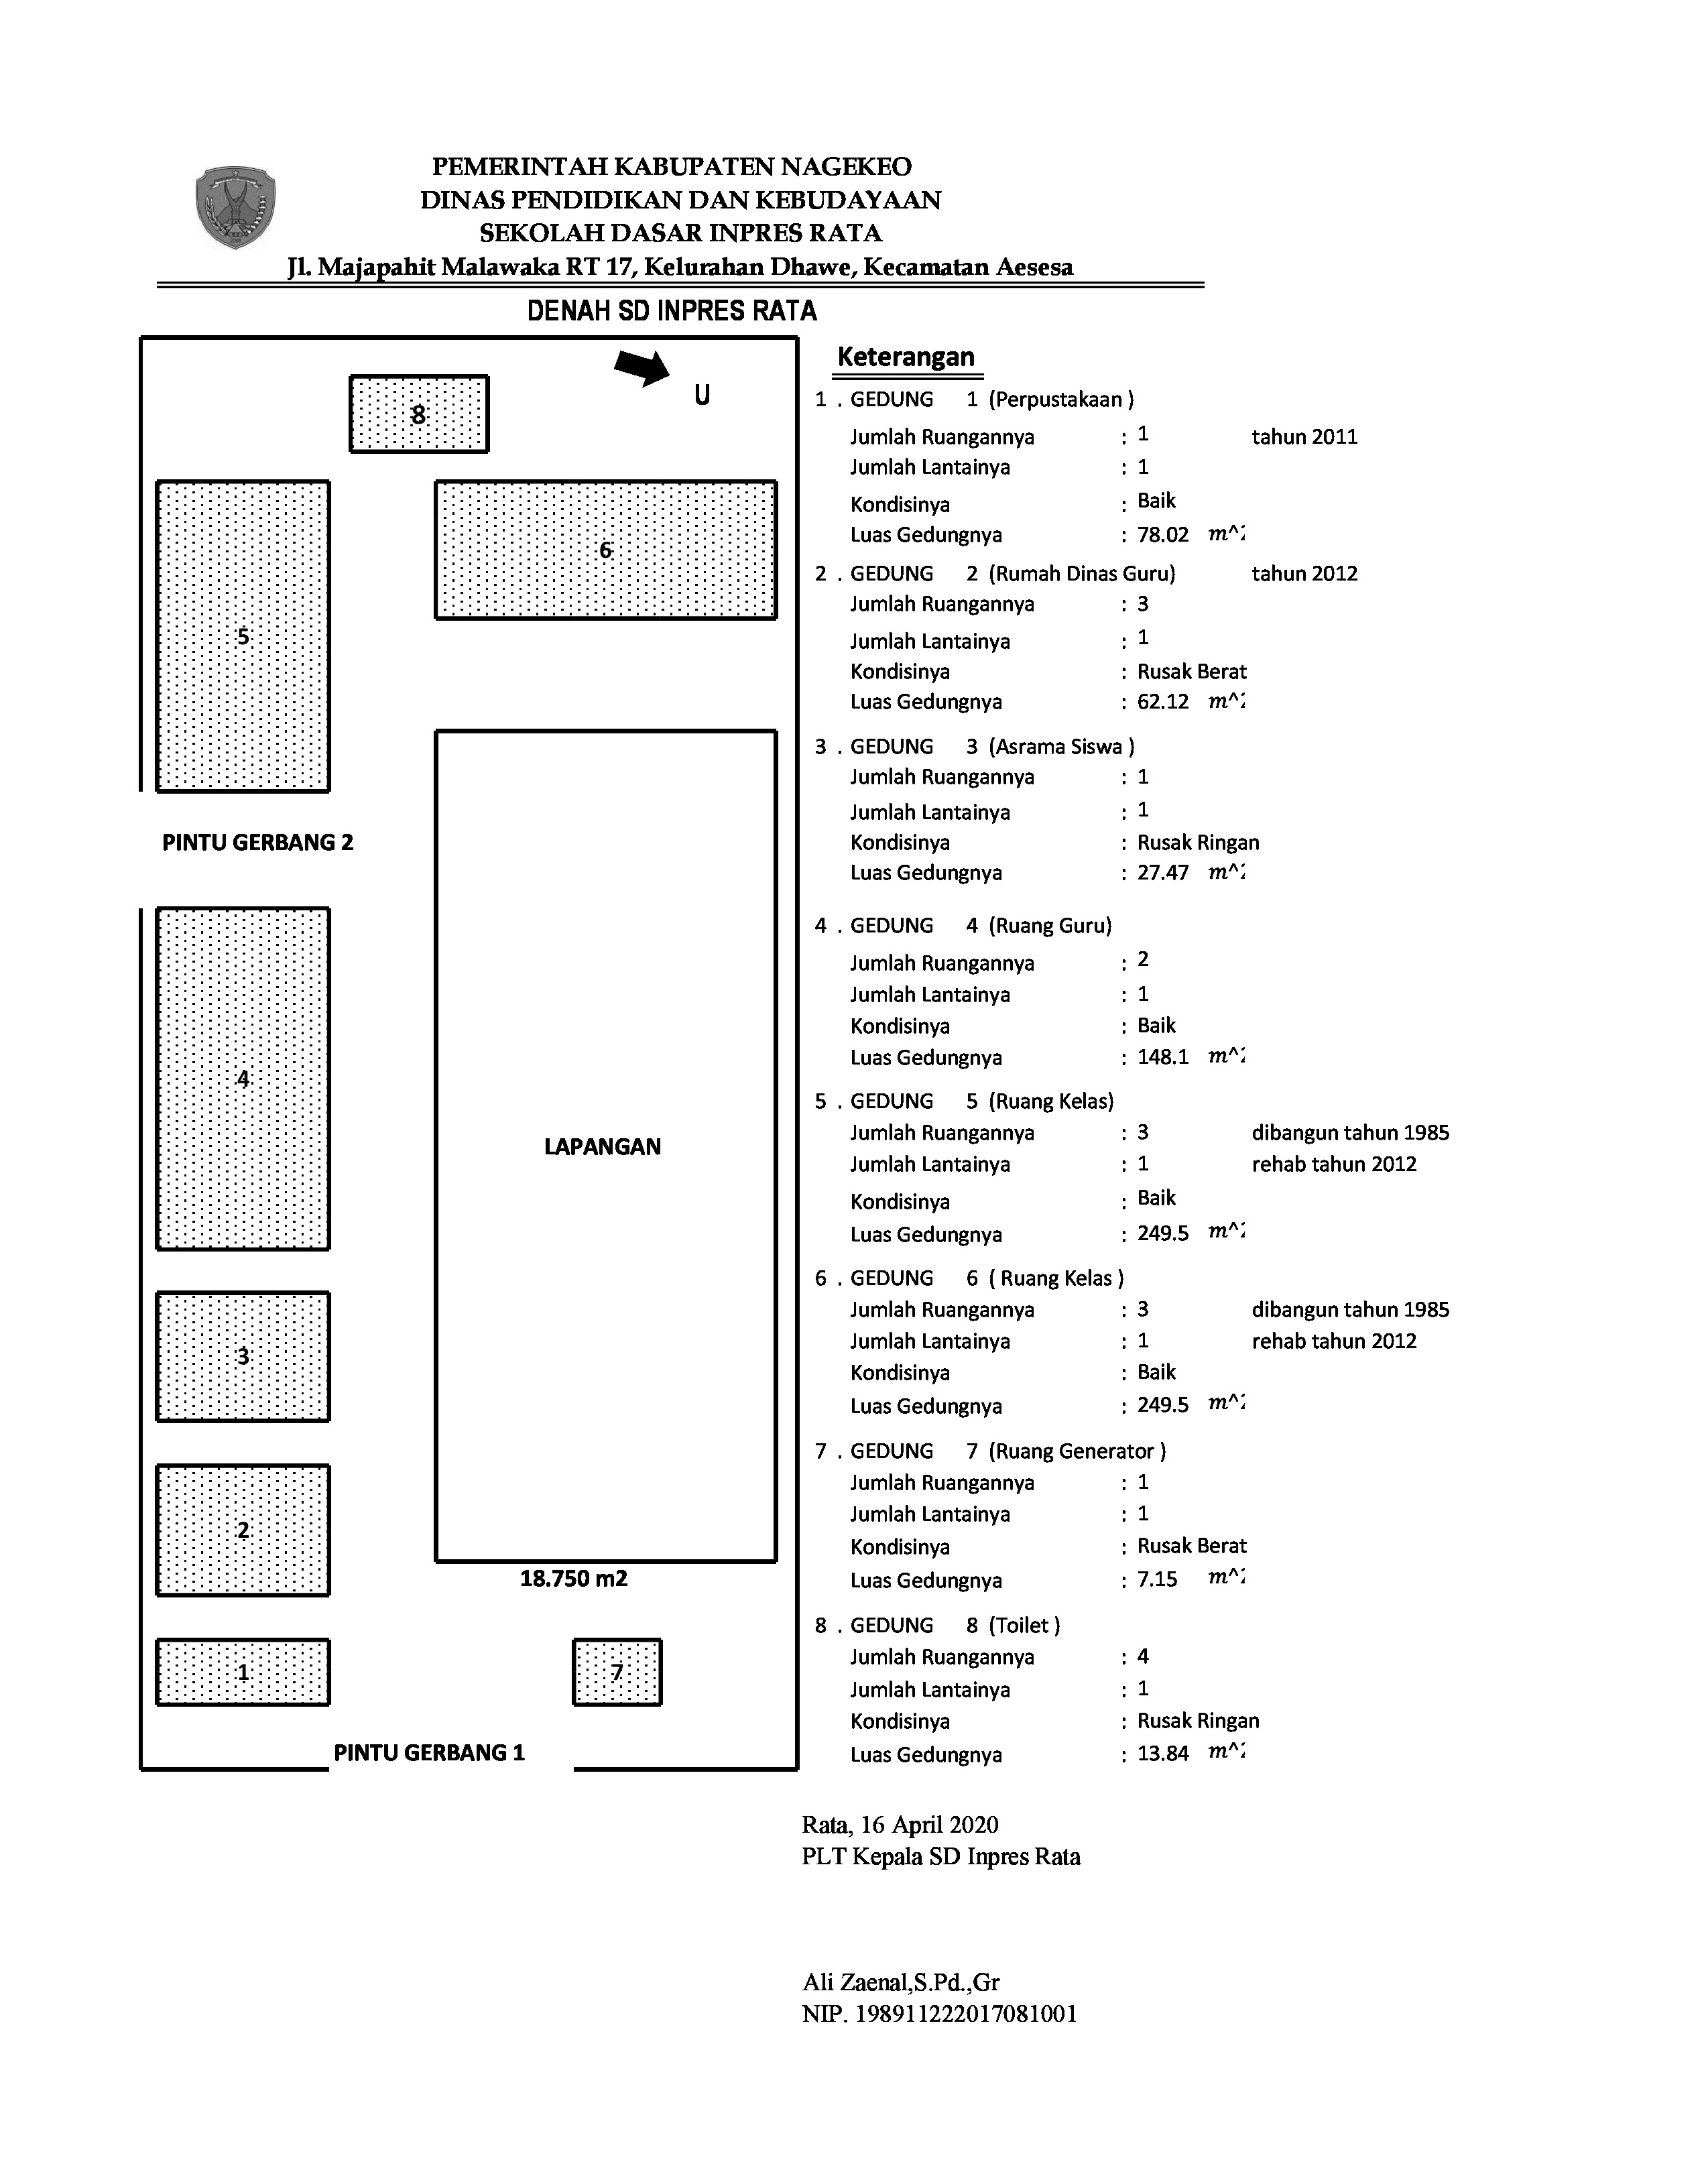 PEMERINTAH KABUPATEN NAGEKEO
DINAS PENDIDIKAN DAN KEBUDAYAAN
SEKOLAH DASAR INPRES RATA
Jl. Majapahit Malawaka RT 17, Kelurahan Dhawe, Kecamatan Aesesa
DENAH SD INPRES RATA
U
8
6
5
PINTU GERBANG 2
4
LAPANGAN
3
2
18.750 m2
1
7
PINTU GERBANG 1
Keterangan
1 . GEDUNG 1 (Perpustakaan )
Jumlah Ruangannya : 1 tahun 2011
Jumlah Lantainya : 1
Kondisinya : Baik
Luas Gedungnya : 78.02 m^2
2 . GEDUNG 2 (Rumah Dinas Guru) tahun 2012
Jumlah Ruangannya : 3
Jumlah Lantainya : 1
Kondisinya : Rusak Berat
Luas Gedungnya : 62.12 m^2
3 . GEDUNG 3 (Asrama Siswa )
Jumlah Ruangannya : 1
Jumlah Lantainya : 1
Kondisinya : Rusak Ringan
Luas Gedungnya : 27.47 m^2
4 . GEDUNG 4 (Ruang Guru)
Jumlah Ruangannya : 2
Jumlah Lantainya : 1
Kondisinya : Baik
Luas Gedungnya : 148.1 m^2
5 . GEDUNG 5 (Ruang Kelas)
Jumlah Ruangannya : 3 dibangun tahun 1985
Jumlah Lantainya : 1 rehab tahun 2012
Kondisinya : Baik
Luas Gedungnya : 249.5 m^2
6 . GEDUNG 6 ( Ruang Kelas )
Jumlah Ruangannya : 3 dibangun tahun 1985
Jumlah Lantainya : 1 rehab tahun 2012
Kondisinya : Baik
Luas Gedungnya : 249.5 m^2
7 . GEDUNG 7 (Ruang Generator )
Jumlah Ruangannya : 1
Jumlah Lantainya : 1
Kondisinya : Rusak Berat
Luas Gedungnya : 7.15 m^2
8 . GEDUNG 8 (Toilet )
Jumlah Ruangannya : 4
Jumlah Lantainya : 1
Kondisinya : Rusak Ringan
Luas Gedungnya : 13.84 m^2
Rata, 16 April 2020
PLT Kepala SD Inpres Rata
Ali Zaenal,S.Pd.,Gr
NIP. 198911222017081001